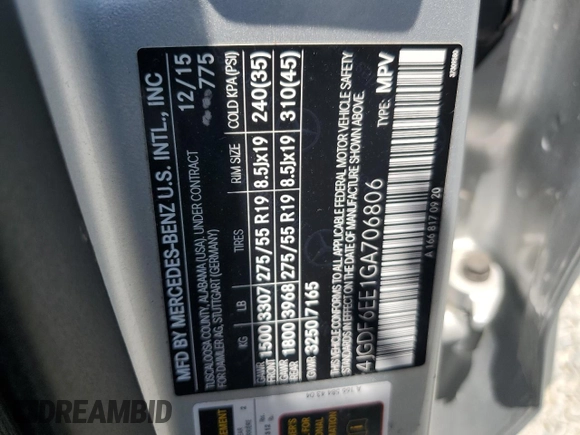 MFD BY MERCEDES-BENZ U.S. INTL., INC
TUSCALOOSA COUNTY, ALABAMA (USA), UNDER CONTRACT
FOR DAIMLER AG, STUTTGART (GERMANY)
12/15
775
KG LB TIRES RIM SIZE COLD KPA(PSI)
GAWR FRONT 1500 3307 275/55 R19 8.5Jx19 240(35)
GAWR REAR 1800 3968 275/55 R19 8.5Jx19 310(45)
GVWR 3250 7165
THIS VEHICLE CONFORMS TO ALL APPLICABLE FEDERAL MOTOR VEHICLE SAFETY
STANDARDS IN EFFECT ON THE DATE OF MANUFACTURE SHOWN ABOVE.
4JGDF6EE1GA706806 TYPE: MPV
A 166 817 09 20
DREAMBID